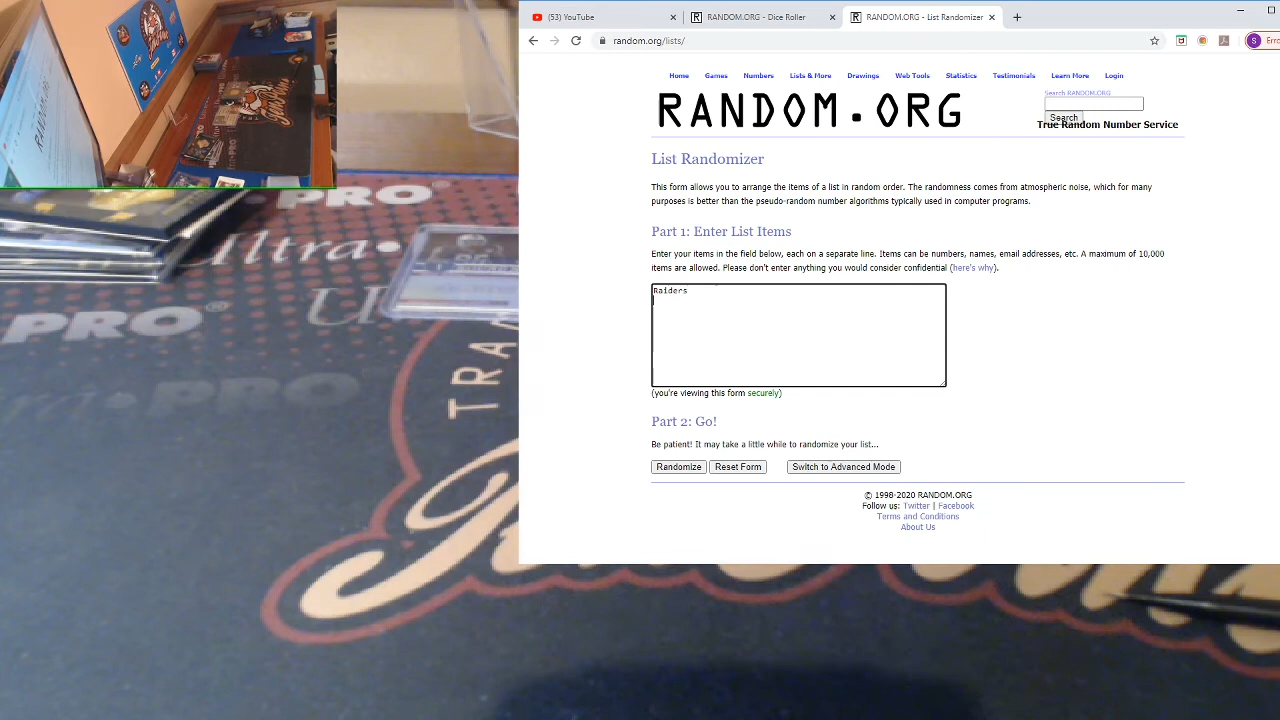 (53) YouTube
RANDOM.ORG - Dice Roller
RANDOM.ORG - List Randomizer
random.org/lists/
S
Erro
Home Games Numbers Lists & More Drawings Web Tools Statistics Testimonials Learn More Login
Search RANDOM.ORG
RANDOM.ORG
Search
True Random Number Service
List Randomizer
This form allows you to arrange the items of a list in random order. The randomness comes from atmospheric noise, which for many
purposes is better than the pseudo-random number algorithms typically used in computer programs.
Part 1: Enter List Items
Enter your items in the field below, each on a separate line. Items can be numbers, names, email addresses, etc. A maximum of 10,000
items are allowed. Please don't enter anything you would consider confidential (here's why).
Raiders
(you're viewing this form securely)
Part 2: Go!
Be patient! It may take a little while to randomize your list...
Randomize Reset Form Switch to Advanced Mode
© 1998-2020 RANDOM.ORG
Follow us: Twitter | Facebook
Terms and Conditions
About Us
RANDOM.ORG
PRO
Ultra
PRO
TRA